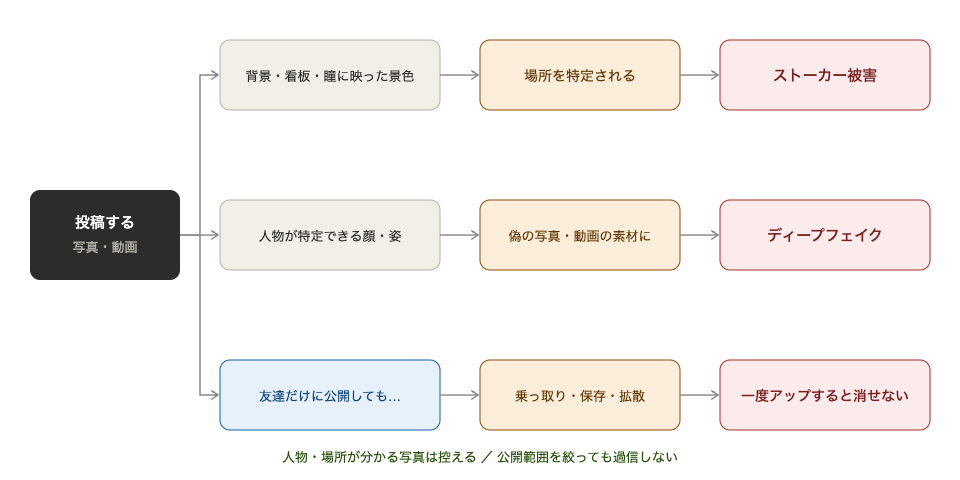 背景・看板・瞳に映った景色
場所を特定される
ストーカー被害
投稿する
写真・動画
人物が特定できる顔・姿
偽の写真・動画の素材に
ディープフェイク
友達だけに公開しても…
乗っ取り・保存・拡散
一度アップすると消せない
人物・場所が分かる写真は控える ／ 公開範囲を絞っても過信しない